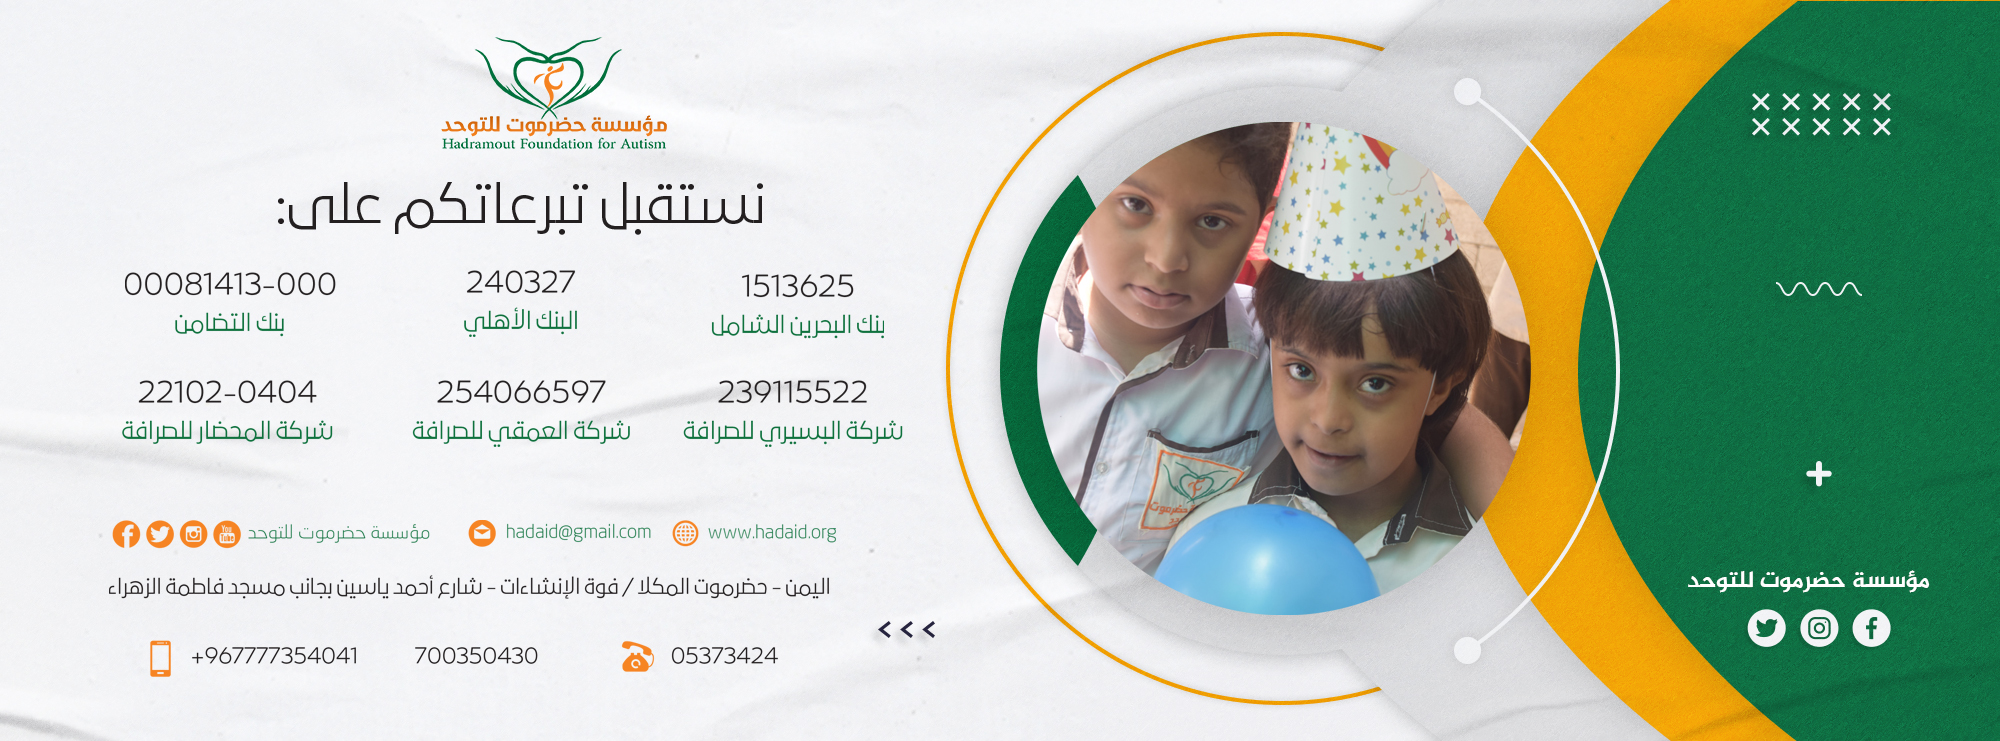 مؤسسة حضرموت للتوحد
Hadramout Foundation for Autism
نستقبل تبرعاتكم على:
1513625
بنك البحرين الشامل
240327
البنك الأهلي
00081413-000
بنك التضامن
239115522
شركة البسيري للصرافة
254066597
شركة العمقي للصرافة
22102-0404
شركة المحضار للصرافة
www.hadaid.org
hadaid@gmail.com
مؤسسة حضرموت للتوحد
اليمن - حضرموت المكلا / فوة الإنشاءات - شارع أحمد ياسين بجانب مسجد فاطمة الزهراء
05373424
700350430
+967777354041
مؤسسة حضرموت للتوحد